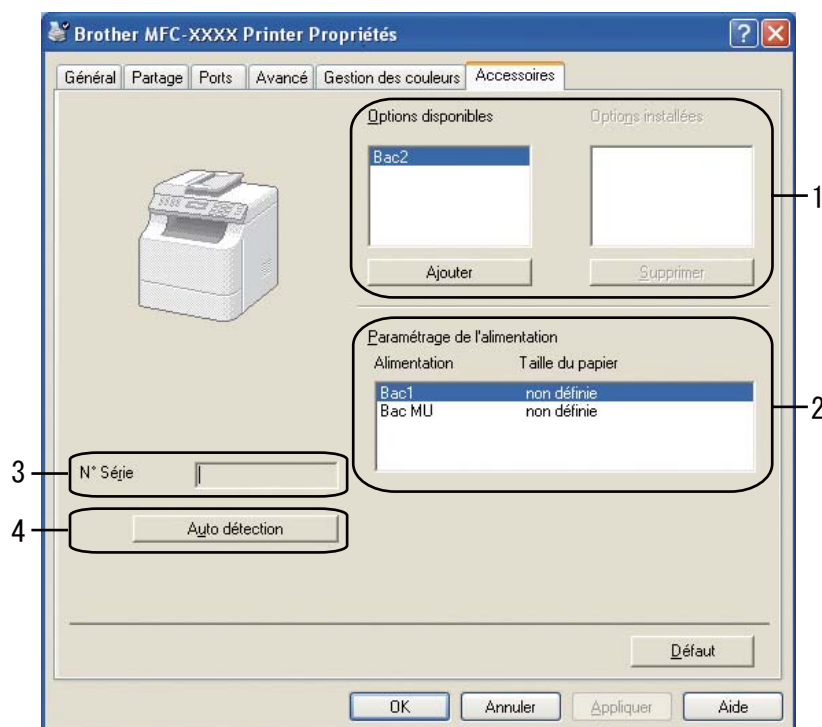 Brother MFC-XXXX Printer Propriétés
Général Partage Ports Avancé Gestion des couleurs Accessoires
Options disponibles Options installées
Bac2
1
Ajouter Supprimer
Paramétrage de l'alimentation
Alimentation Taille du papier
Bac1 non définie
Bac MU non définie
2
3 N° Série
4 Auto détection
Défaut
OK Annuler Appliquer Aide